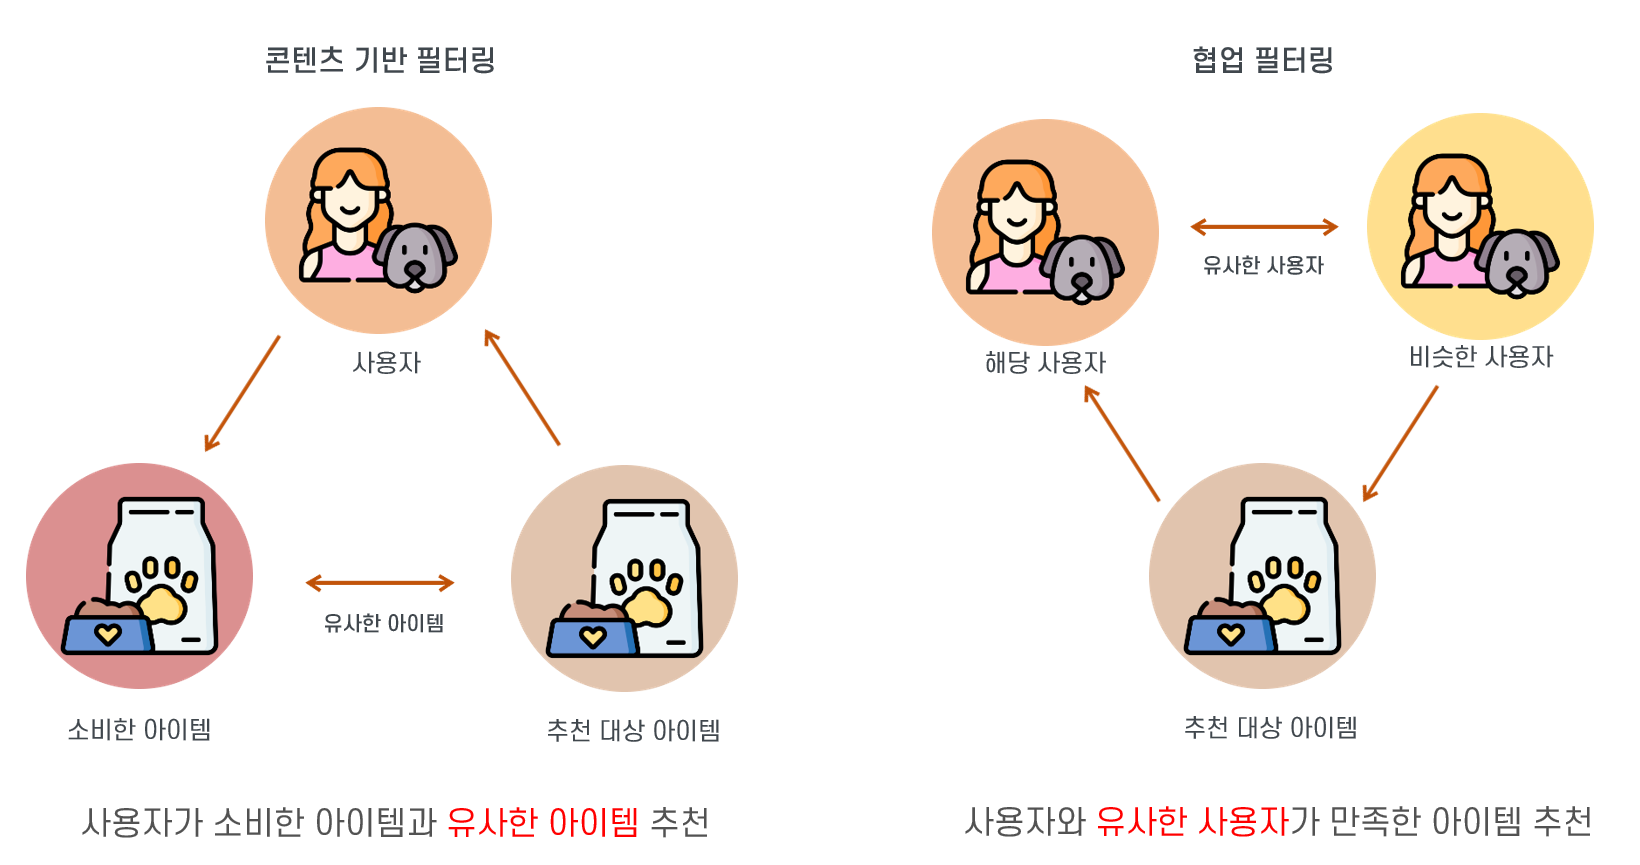 콘텐츠 기반 필터링
사용자
유사한 아이템
소비한 아이템
추천 대상 아이템
사용자가 소비한 아이템과 유사한 아이템 추천
협업 필터링
유사한 사용자
해당 사용자
비슷한 사용자
추천 대상 아이템
사용자와 유사한 사용자가 만족한 아이템 추천